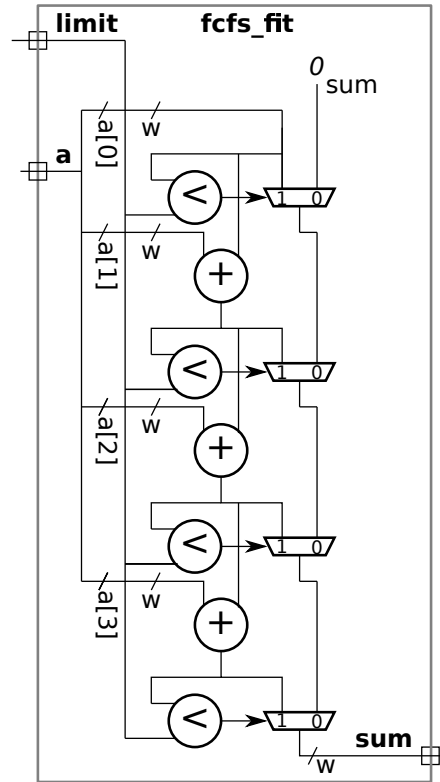 limit
fcfs_fit
0
sum
a
a[0]
w
<
1 0
a[1]
w
+
<
1 0
a[2]
w
+
<
1 0
a[3]
w
+
<
1 0
sum
w